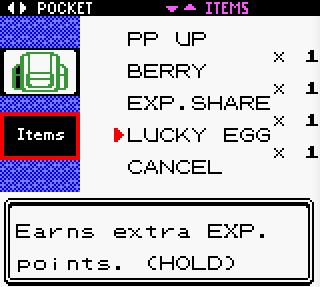 ◀▶ POCKET ▼▲ ITEMS
PP UP
× 1
BERRY
× 1
EXP.SHARE
× 1
Items
▶LUCKY EGG
× 1
CANCEL
Earns extra EXP.
points. (HOLD)